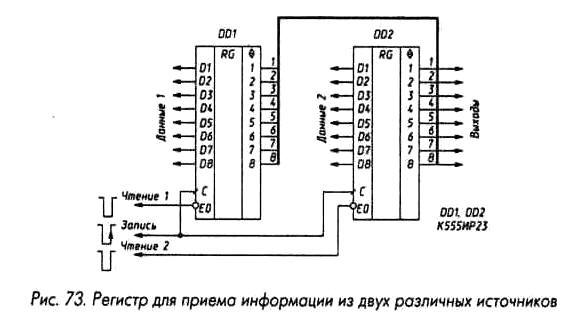 DD1 DD2
RG RG
D1 1 1 D1 1 1
D2 2 2 D2 2 2
D3 3 3 D3 3 3
D4 4 4 D4 4 4
D5 5 5 D5 5 5
D6 6 6 D6 6 6
D7 7 7 D7 7 7
D8 8 8 D8 8 8
Данные 1
Данные 2
Выходы
C C
EO EO
Чтение 1
Запись
Чтение 2
DD1, DD2
К555ИР23
Рис. 73. Регистр для приема информации из двух различных источников